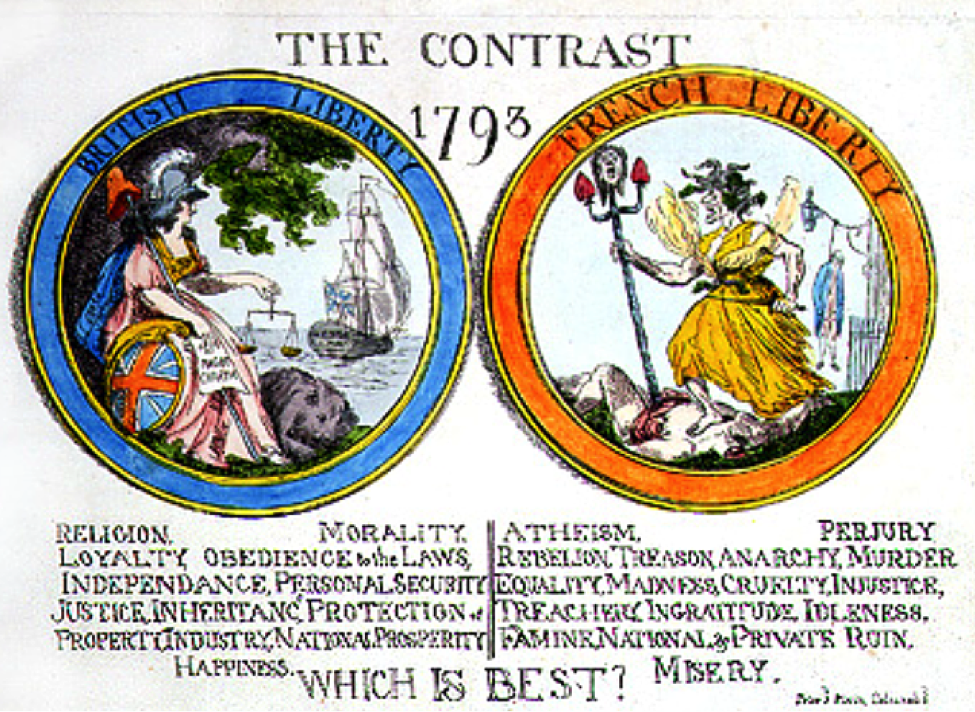 THE CONTRAST
1793
BRITISH LIBERTY
FRENCH LIBERTY
MAGNA
RELIGION, MORALITY,
LOYALTY OBEDIENCE to the LAWS,
INDEPENDANCE, PERSONAL SECURITY
JUSTICE, INHERITANC, PROTECTION of
PROPERTY, INDUSTRY, NATIONAL PROSPERITY
HAPPINESS.
ATHEISM, PERJURY
REBELION, TREASON, ANARCHY, MURDER
EQUALITY, MADNESS, CRUELTY, INJUSTICE,
TREACHERY, INGRATITUDE, IDLENESS,
FAMINE, NATIONAL & PRIVATE RUIN,
MISERY.
WHICH IS BEST?